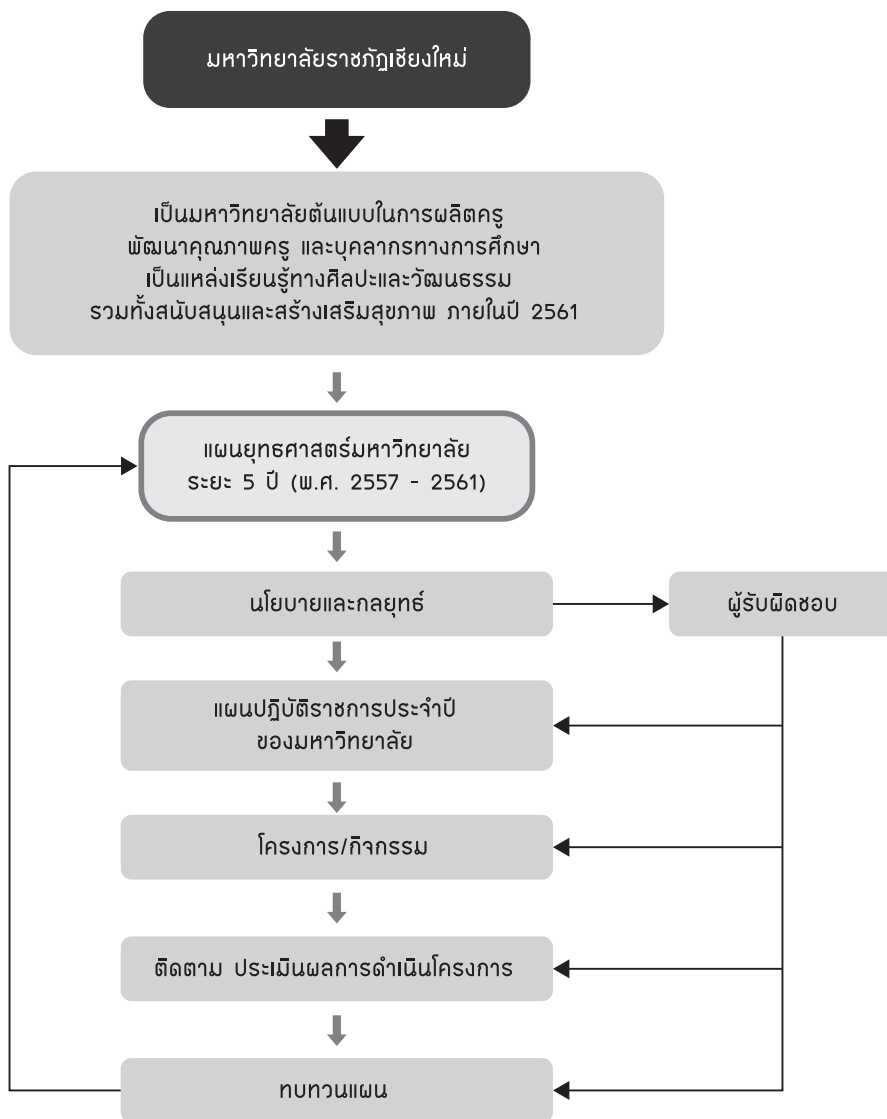 มหาวิทยาลัยราชภัฏเชียงใหม่
เป็นมหาวิทยาลัยต้นแบบในการผลิตครู
พัฒนาคุณภาพครู และบุคลากรทางการศึกษา
เป็นแหล่งเรียนรู้ทางศิลปะและวัฒนธรรม
รวมทั้งสนับสนุนและสร้างเสริมสุขภาพ ภายในปี 2561
แผนยุทธศาสตร์มหาวิทยาลัย
ระยะ 5 ปี (พ.ศ. 2557 - 2561)
นโยบายและกลยุทธ์
ผู้รับผิดชอบ
แผนปฏิบัติราชการประจำปี
ของมหาวิทยาลัย
โครงการ/กิจกรรม
ติดตาม ประเมินผลการดำเนินโครงการ
ทบทวนแผน